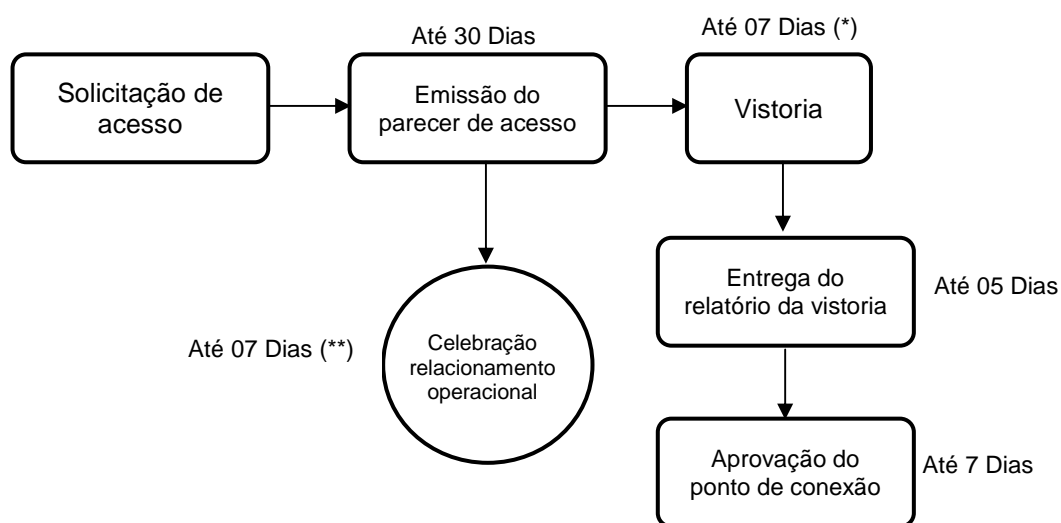 Até 30 Dias
Até 07 Dias (*)
Solicitação de
acesso
Emissão do
parecer de acesso
Vistoria
Entrega do
relatório da vistoria
Até 05 Dias
Até 07 Dias (**)
Celebração
relacionamento
operacional
Aprovação do
ponto de conexão
Até 7 Dias